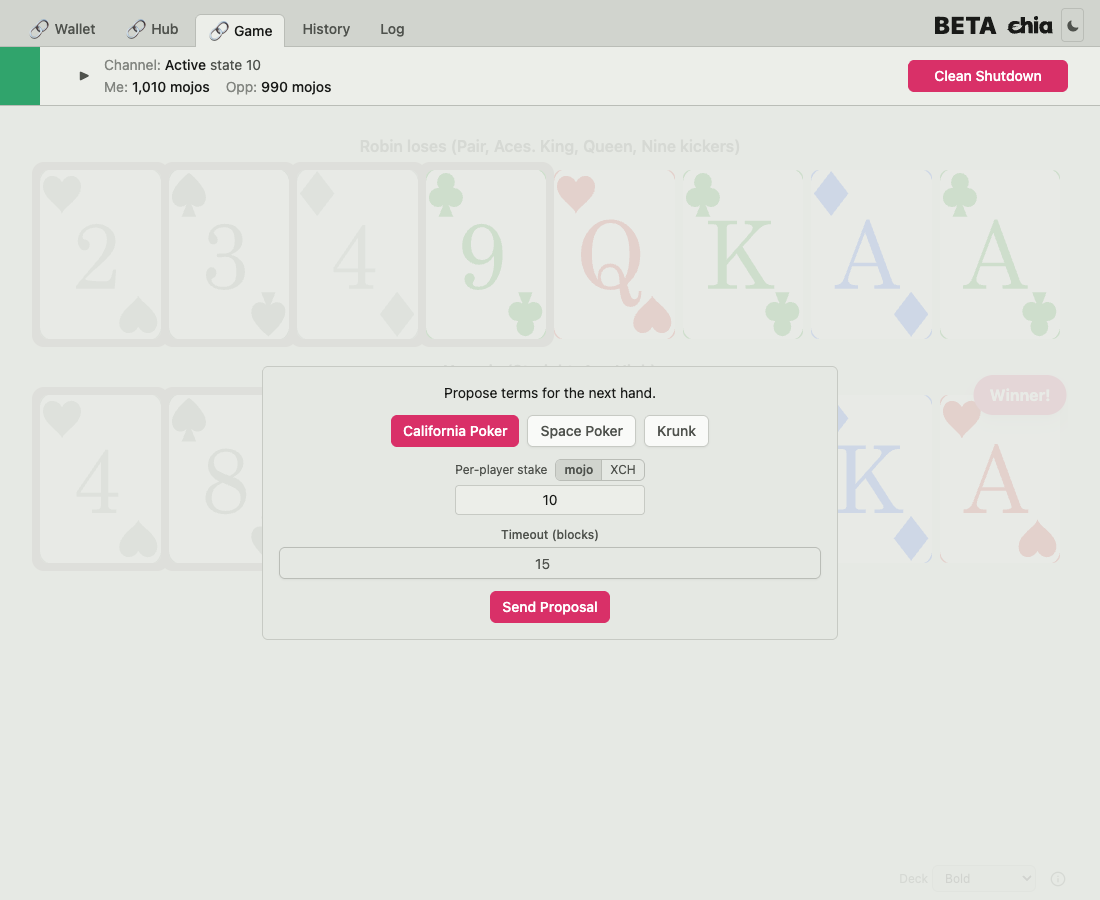 Wallet
Hub
Game
History
Log
BETA chia
Channel: Active state 10
Me: 1,010 mojos Opp: 990 mojos
Clean Shutdown
Robin loses (Pair, Aces. King, Queen, Nine kickers)
2
3
4
9
Q
K
A
A
Propose terms for the next hand.
California Poker
Space Poker
Krunk
Per-player stake
mojo
XCH
10
Timeout (blocks)
15
Send Proposal
Winner!
4
8
K
A
Deck
Bold